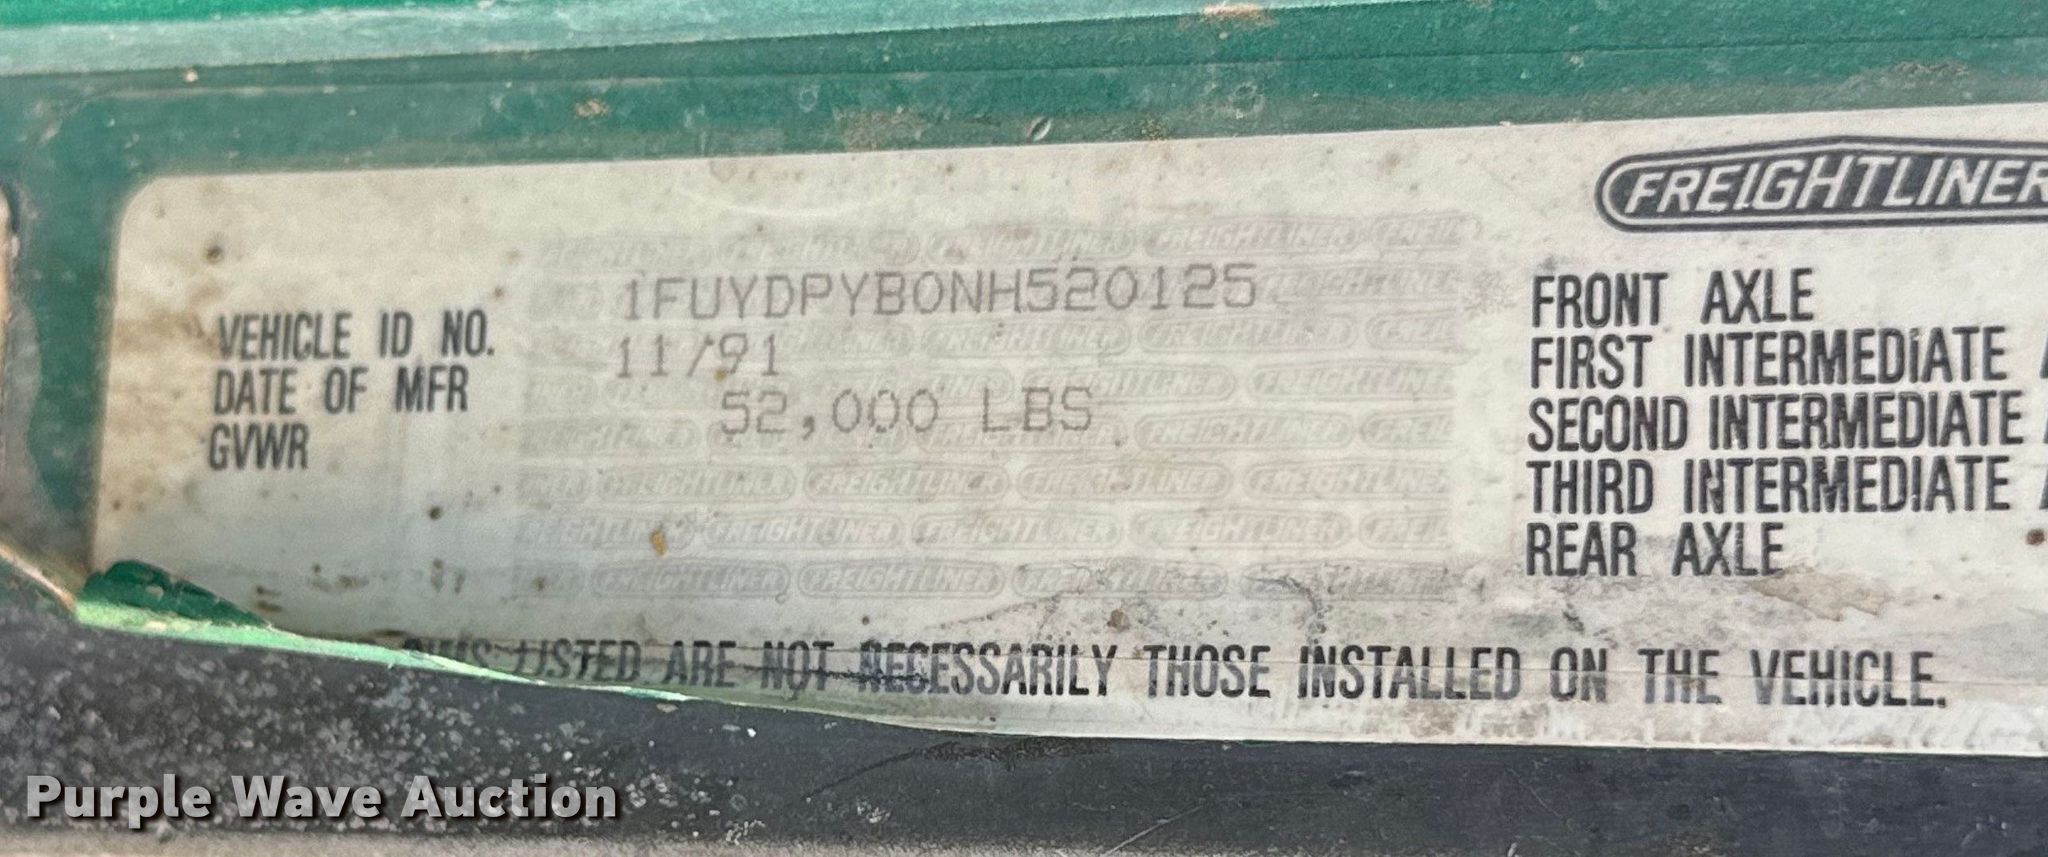 FREIGHTLINER
VEHICLE ID NO. 1FUYDPYB0NH520125
DATE OF MFR 11/91
GVWR 52,000 LBS
FRONT AXLE
FIRST INTERMEDIATE
SECOND INTERMEDIATE
THIRD INTERMEDIATE
REAR AXLE
LISTED ARE NOT NECESSARILY THOSE INSTALLED ON THE VEHICLE.
Purple Wave Auction